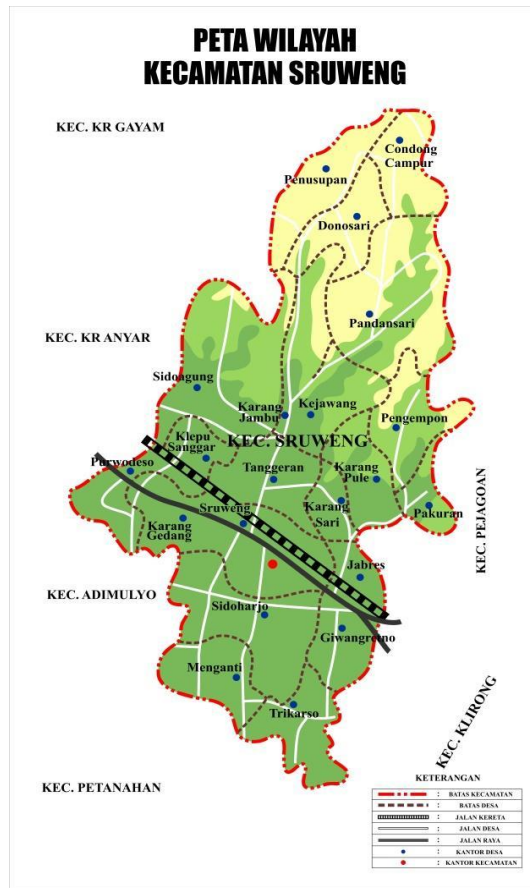 PETA WILAYAH
KECAMATAN SRUWENG
KEC. KR GAYAM
Condong
Campur
Penusupan
Donosari
Pandansari
KEC. KR ANYAR
Sidoagung
Karang
Jambu
Kejawang
Pengempon
Klepu
Sanggar
KEC. SRUWENG
Purwodeso
Tanggeran
Karang
Pule
Karang
Sari
Pakuran
KEC. PEJAGOAN
Sruweng
Karang
Gedang
Jabres
KEC. ADIMULYO
Sidoharjo
Giwangretno
Menganti
Trikarso
KEC. KLIRONG
KEC. PETANAHAN
KETERANGAN
: BATAS KECAMATAN
: BATAS DESA
: JALAN KERETA
: JALAN DESA
: JALAN RAYA
: KANTOR DESA
: KANTOR KECAMATAN